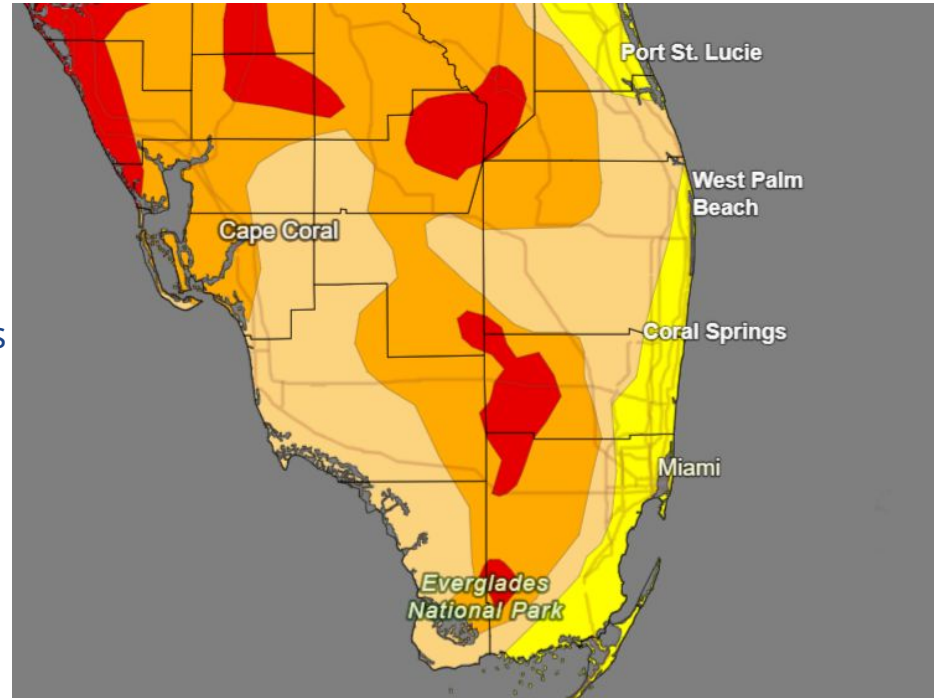 Port St. Lucie
West Palm
Beach
Cape Coral
s
Coral Springs
Miami
Everglades
National Park